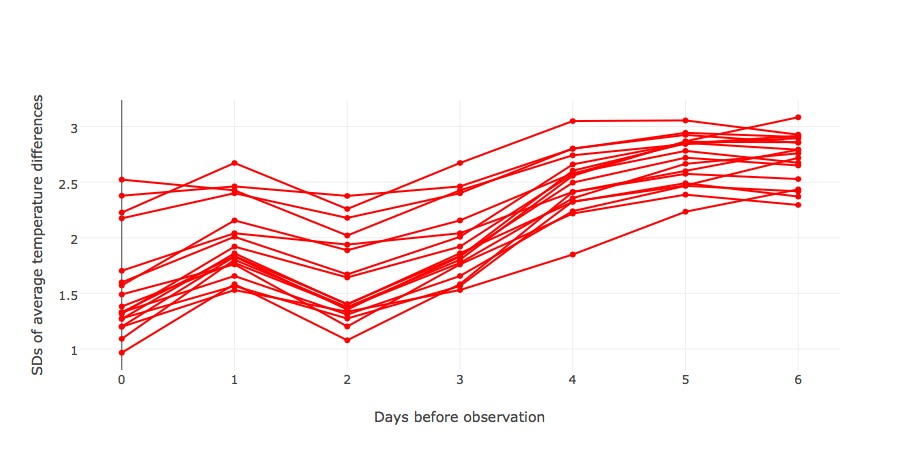 SDs of average temperature differences
3
2.5
2
1.5
1
0 1 2 3 4 5 6
Days before observation